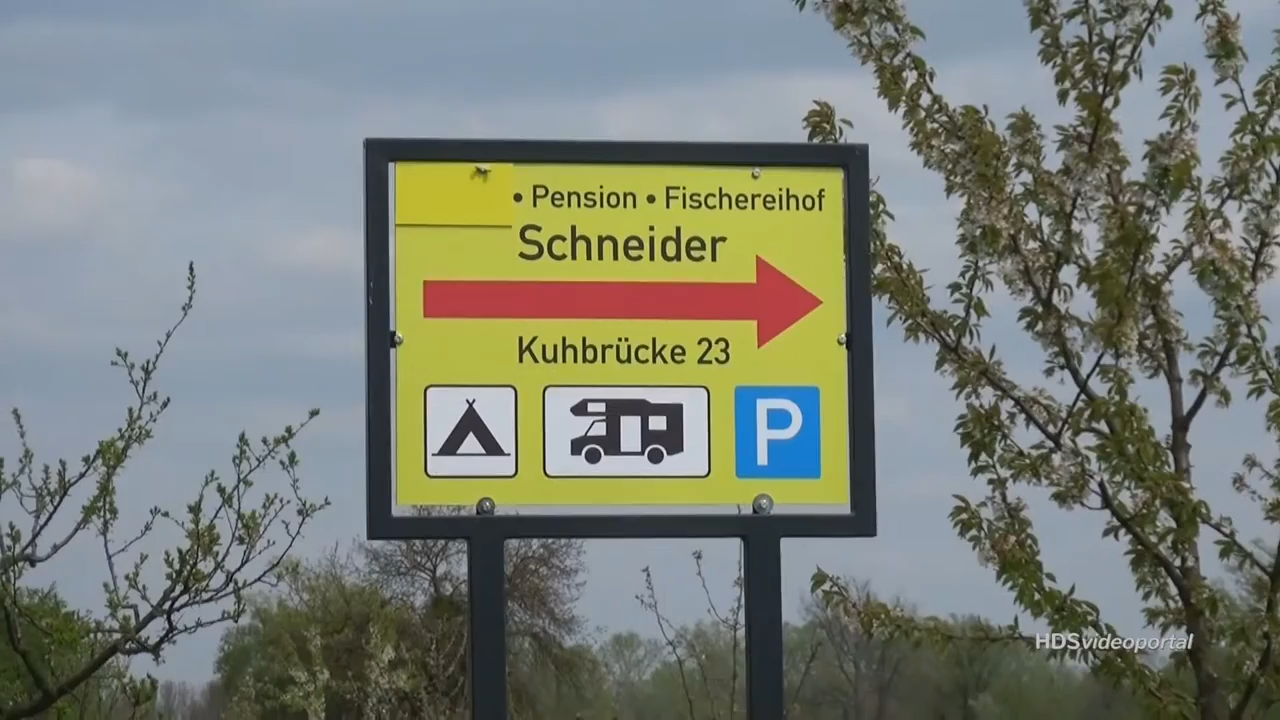 • Pension • Fischereihof
Schneider
Kuhbrücke 23
P
HDSvideoportal